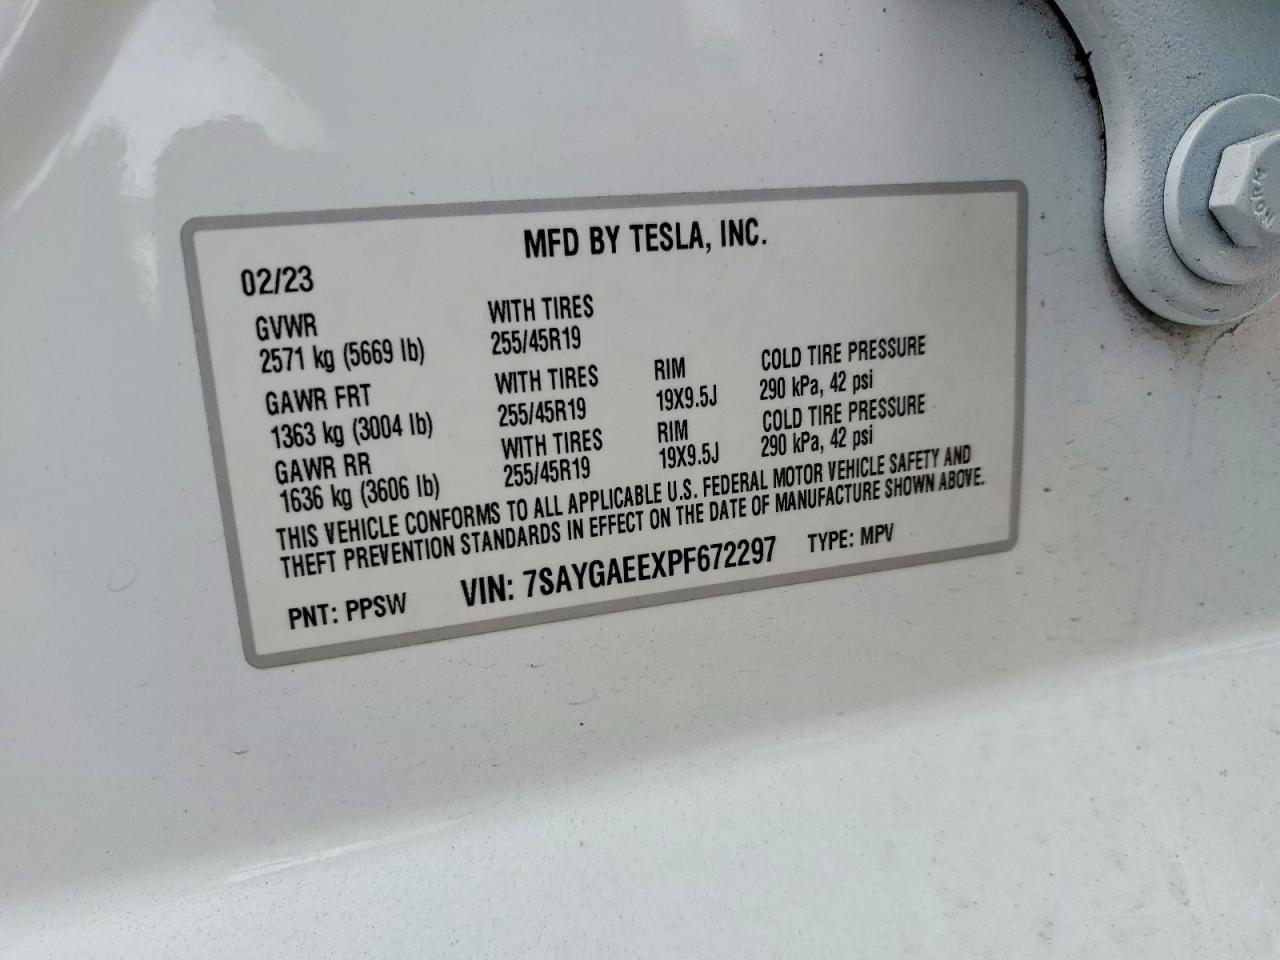 MFD BY TESLA, INC.
02/23
GVWR WITH TIRES
2571 kg (5669 lb) 255/45R19
GAWR FRT WITH TIRES RIM COLD TIRE PRESSURE
1363 kg (3004 lb) 255/45R19 19X9.5J 290 kPa, 42 psi
GAWR RR WITH TIRES RIM COLD TIRE PRESSURE
1636 kg (3606 lb) 255/45R19 19X9.5J 290 kPa, 42 psi
THIS VEHICLE CONFORMS TO ALL APPLICABLE U.S. FEDERAL MOTOR VEHICLE SAFETY AND
THEFT PREVENTION STANDARDS IN EFFECT ON THE DATE OF MANUFACTURE SHOWN ABOVE.
PNT: PPSW VIN: 7SAYGAEEXPF672297 TYPE: MPV